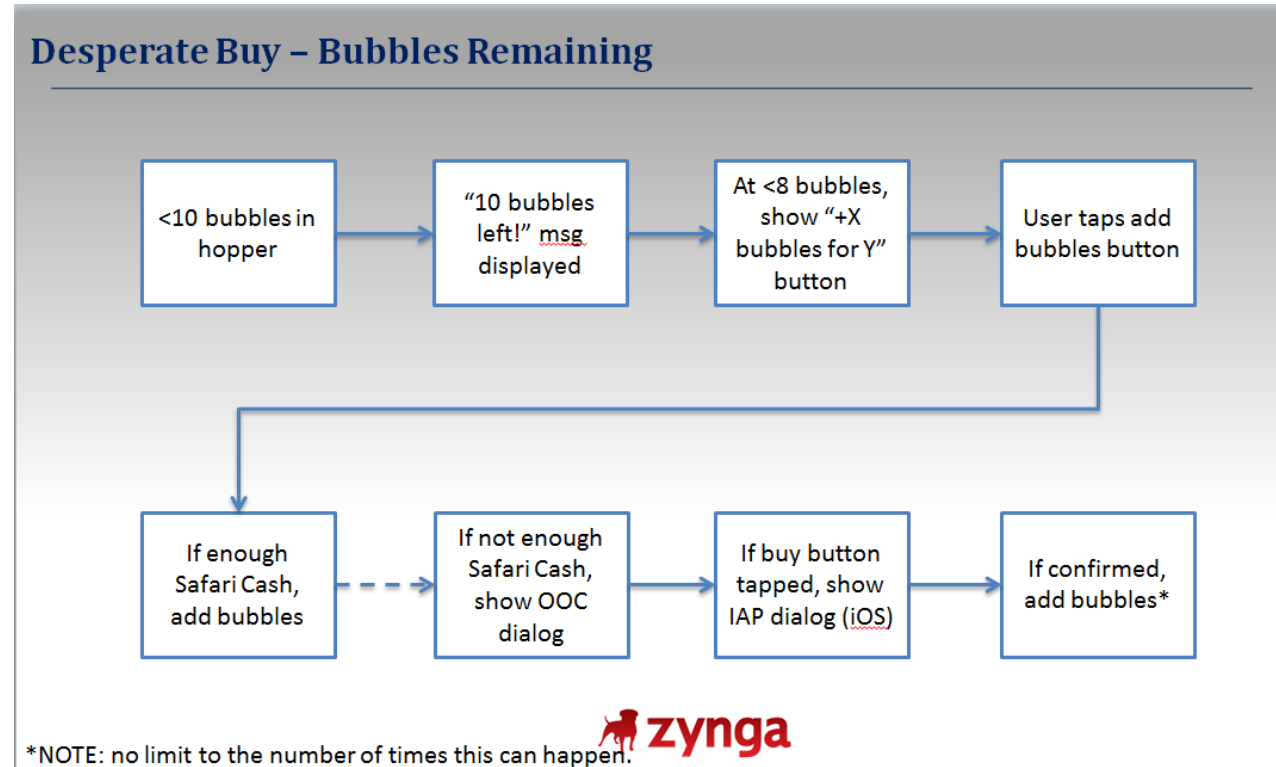 Desperate Buy – Bubbles Remaining
<10 bubbles in
hopper
“10 bubbles
left!” msg
displayed
At <8 bubbles,
show “+X
bubbles for Y”
button
User taps add
bubbles button
If enough
Safari Cash,
add bubbles
If not enough
Safari Cash,
show OOC
dialog
If buy button
tapped, show
IAP dialog (iOS)
If confirmed,
add bubbles*
zynga
*NOTE: no limit to the number of times this can happen.